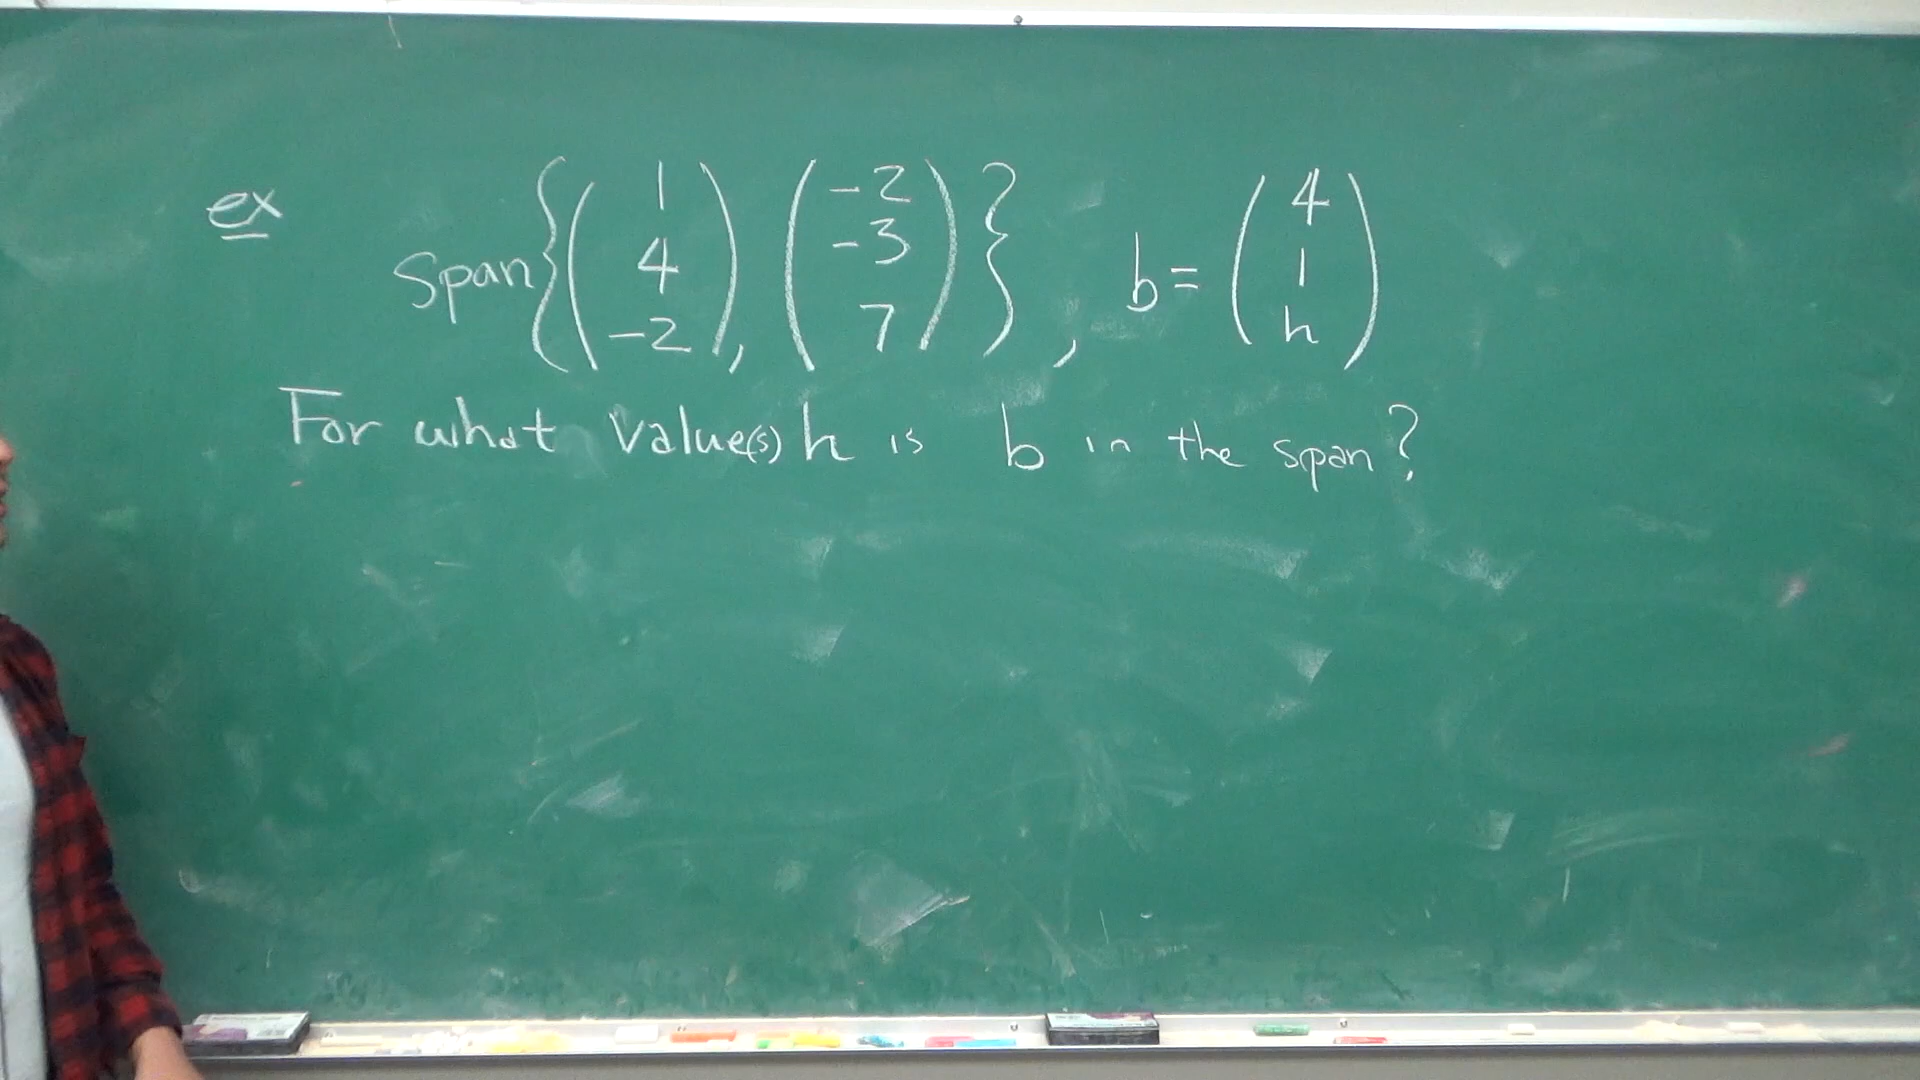 ex Span{(1 4 -2), (-2 -3 7)}, b = (4 1 h)
For what value(s) h is b in the span?